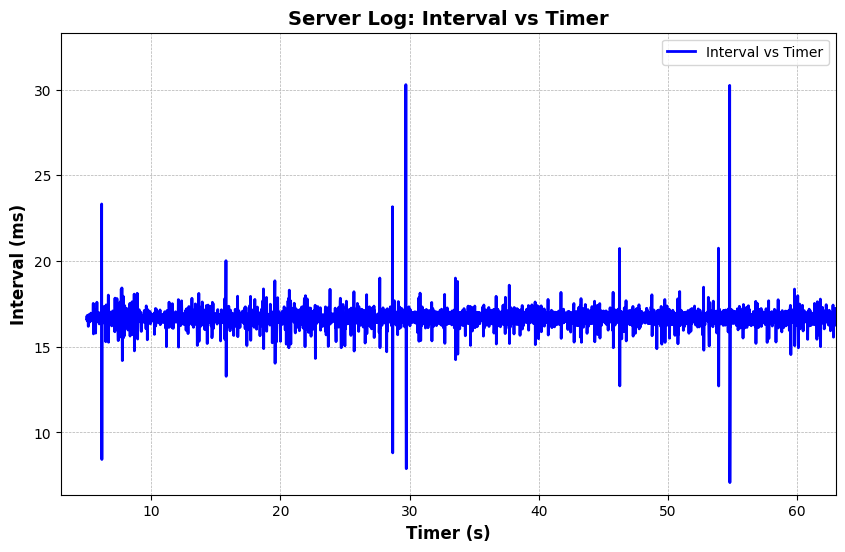 Server Log: Interval vs Timer
Interval vs Timer
30
25
20
15
10
Interval (ms)
10 20 30 40 50 60
Timer (s)